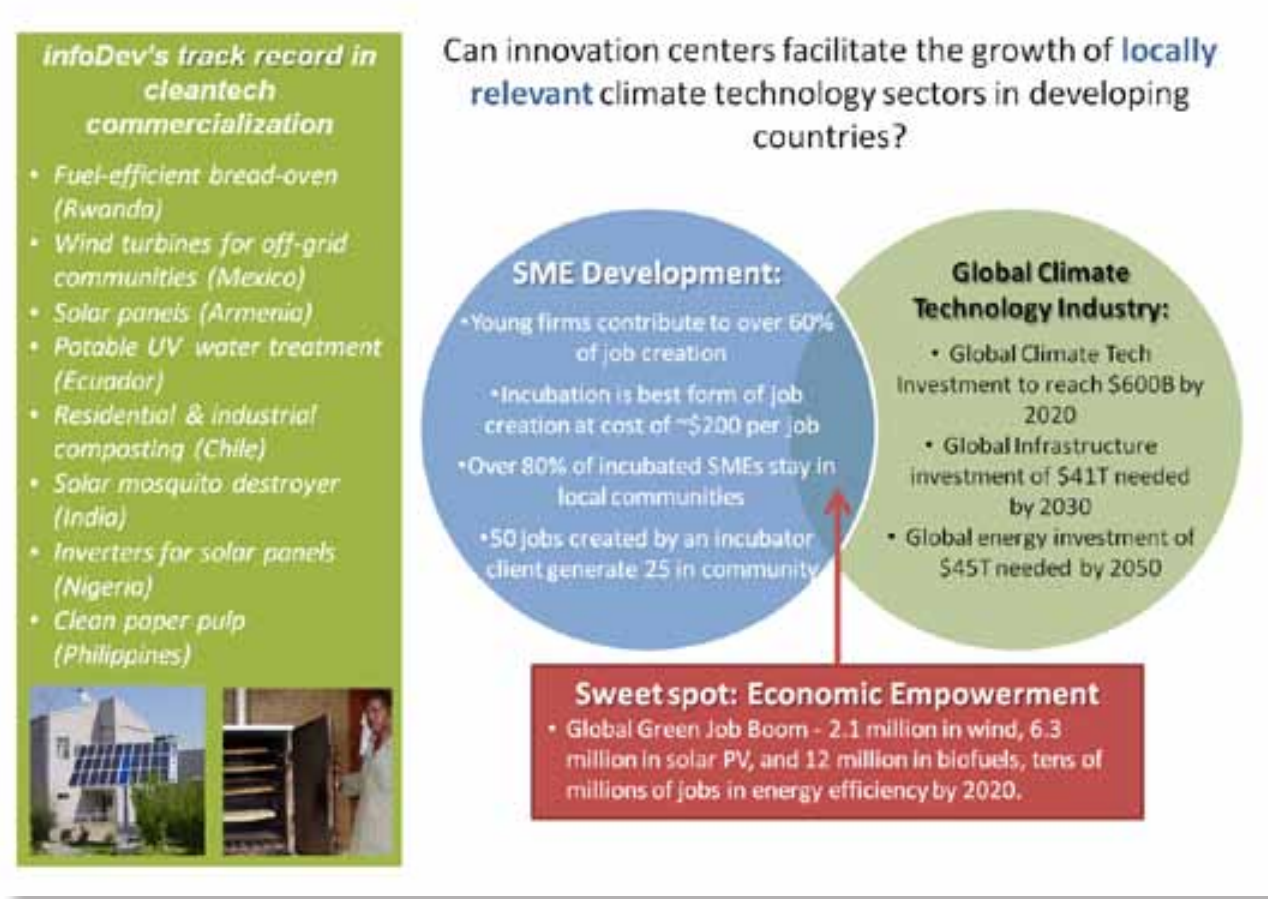 infoDev's track record in
cleantech
commercialization
• Fuel-efficient bread-oven
(Rwanda)
• Wind turbines for off-grid
communities (Mexico)
• Solar panels (Armenia)
• Potable UV water treatment
(Ecuador)
• Residential & industrial
composting (Chile)
• Solar mosquito destroyer
(India)
• Inverters for solar panels
(Nigeria)
• Clean paper pulp
(Philippines)
Can innovation centers facilitate the growth of locally
relevant climate technology sectors in developing
countries?
SME Development:
•Young firms contribute to over 60%
of job creation
•Incubation is best form of job
creation at cost of ~$200 per job
•Over 80% of incubated SMEs stay in
local communities
•50 jobs created by an incubator
client generate 25 in community
Global Climate
Technology Industry:
• Global Climate Tech
Investment to reach $600B by
2020
• Global Infrastructure
investment of $41T needed
by 2030
• Global energy investment of
$45T needed by 2050
Sweet spot: Economic Empowerment
• Global Green Job Boom - 2.1 million in wind, 6.3
million in solar PV, and 12 million in biofuels, tens of
millions of jobs in energy efficiency by 2020.